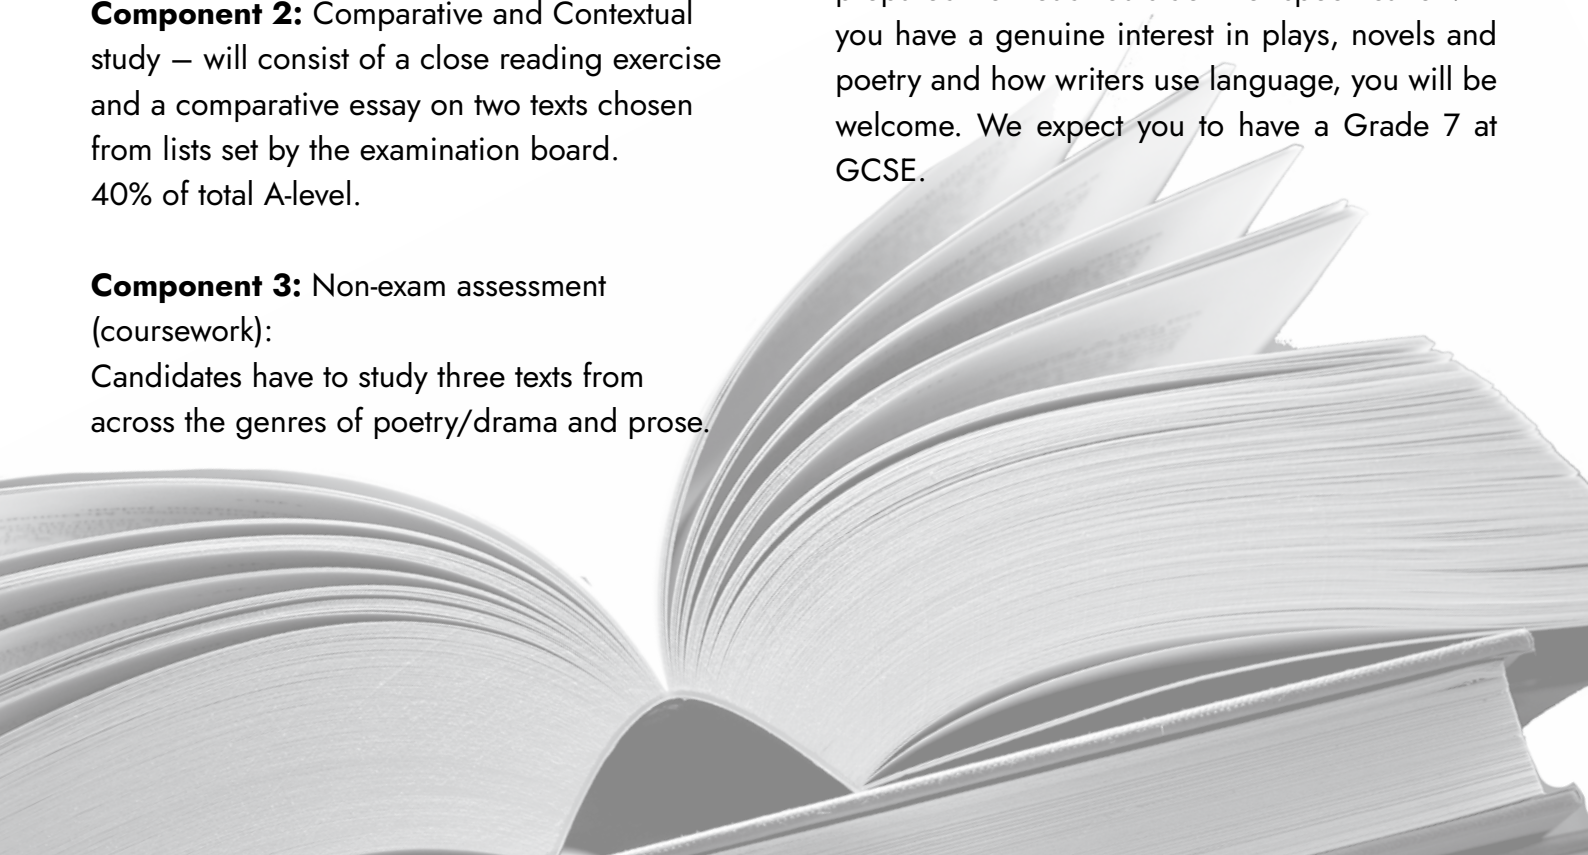 Component 2: Comparative and Contextual
study – will consist of a close reading exercise
and a comparative essay on two texts chosen
from lists set by the examination board.
40% of total A-level.
Component 3: Non-exam assessment
(coursework):
Candidates have to study three texts from
across the genres of poetry/drama and prose.
you have a genuine interest in plays, novels and
poetry and how writers use language, you will be
welcome. We expect you to have a Grade 7 at
GCSE.